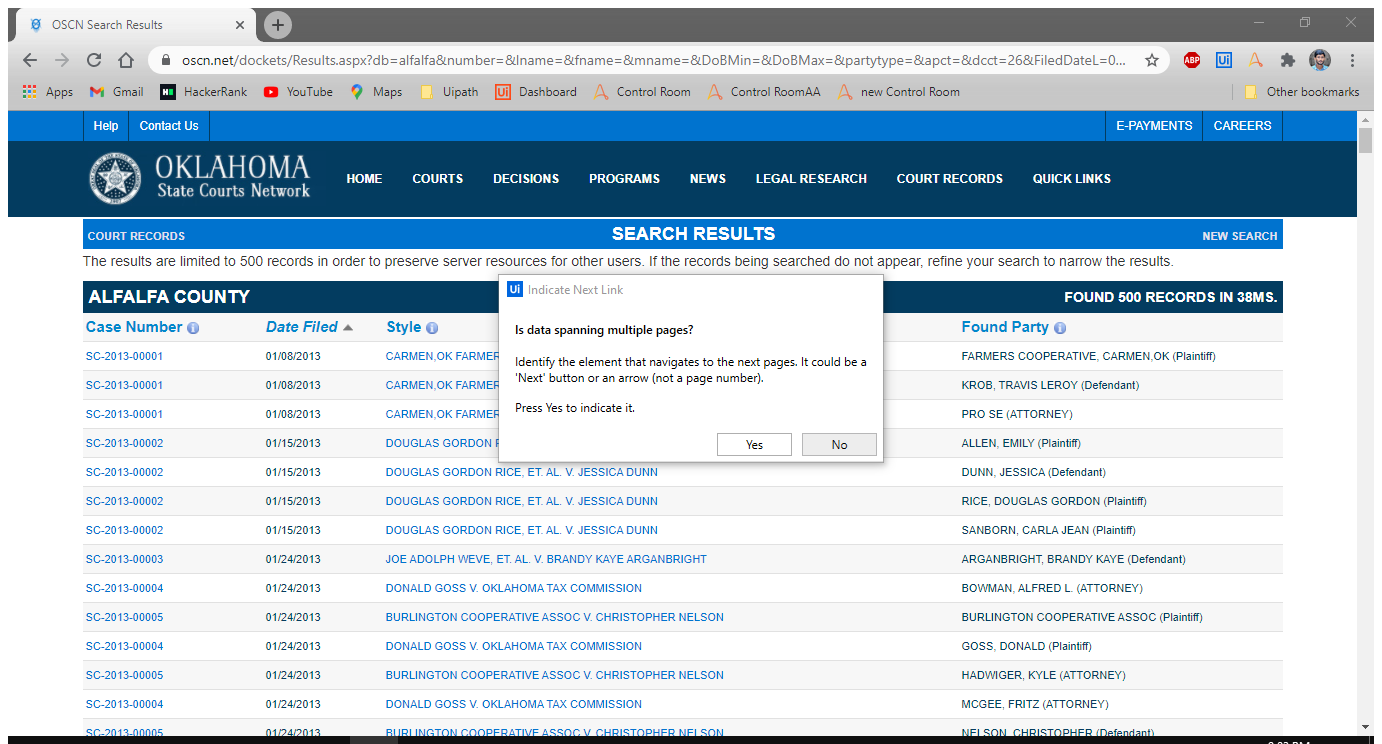 OSCN Search Results
oscn.net/dockets/Results.aspx?db=alfalfa&number=&lname=&fname=&mname=&DoBMin=&DoBMax=&partytype=&apct=&dcct=26&FiledDateL=0... ABP Ui
Apps Gmail HackerRank YouTube Maps Uipath Ui Dashboard Control Room Control RoomAA new Control Room Other bookmarks
Help Contact Us E-PAYMENTS CAREERS
OKLAHOMA
State Courts Network
HOME COURTS DECISIONS PROGRAMS NEWS LEGAL RESEARCH COURT RECORDS QUICK LINKS
COURT RECORDS SEARCH RESULTS NEW SEARCH
The results are limited to 500 records in order to preserve server resources for other users. If the records being searched do not appear, refine your search to narrow the results.
ALFALFA COUNTY FOUND 500 RECORDS IN 38MS.
Case Number Date Filed Style Found Party
SC-2013-00001 01/08/2013 CARMEN,OK FARMER FARMERS COOPERATIVE, CARMEN,OK (Plaintiff)
SC-2013-00001 01/08/2013 CARMEN,OK FARMER KROB, TRAVIS LEROY (Defendant)
SC-2013-00001 01/08/2013 CARMEN,OK FARMER PRO SE (ATTORNEY)
SC-2013-00002 01/15/2013 DOUGLAS GORDON ALLEN, EMILY (Plaintiff)
Ui Indicate Next Link
Is data spanning multiple pages?
Identify the element that navigates to the next pages. It could be a
'Next' button or an arrow (not a page number).
Press Yes to indicate it.
Yes No
SC-2013-00002 01/15/2013 DOUGLAS GORDON RICE, ET. AL. V. JESSICA DUNN DUNN, JESSICA (Defendant)
SC-2013-00002 01/15/2013 DOUGLAS GORDON RICE, ET. AL. V. JESSICA DUNN RICE, DOUGLAS GORDON (Plaintiff)
SC-2013-00002 01/15/2013 DOUGLAS GORDON RICE, ET. AL. V. JESSICA DUNN SANBORN, CARLA JEAN (Plaintiff)
SC-2013-00003 01/24/2013 JOE ADOLPH WEVE, ET. AL. V. BRANDY KAYE ARGANBRIGHT ARGANBRIGHT, BRANDY KAYE (Defendant)
SC-2013-00004 01/24/2013 DONALD GOSS V. OKLAHOMA TAX COMMISSION BOWMAN, ALFRED L. (ATTORNEY)
SC-2013-00005 01/24/2013 BURLINGTON COOPERATIVE ASSOC V. CHRISTOPHER NELSON BURLINGTON COOPERATIVE ASSOC (Plaintiff)
SC-2013-00004 01/24/2013 DONALD GOSS V. OKLAHOMA TAX COMMISSION GOSS, DONALD (Plaintiff)
SC-2013-00005 01/24/2013 BURLINGTON COOPERATIVE ASSOC V. CHRISTOPHER NELSON HADWIGER, KYLE (ATTORNEY)
SC-2013-00004 01/24/2013 DONALD GOSS V. OKLAHOMA TAX COMMISSION MCGEE, FRITZ (ATTORNEY)
SC-2013-00005 01/24/2013 BURLINGTON COOPERATIVE ASSOC V. CHRISTOPHER NELSON NELSON, CHRISTOPHER (Defendant)